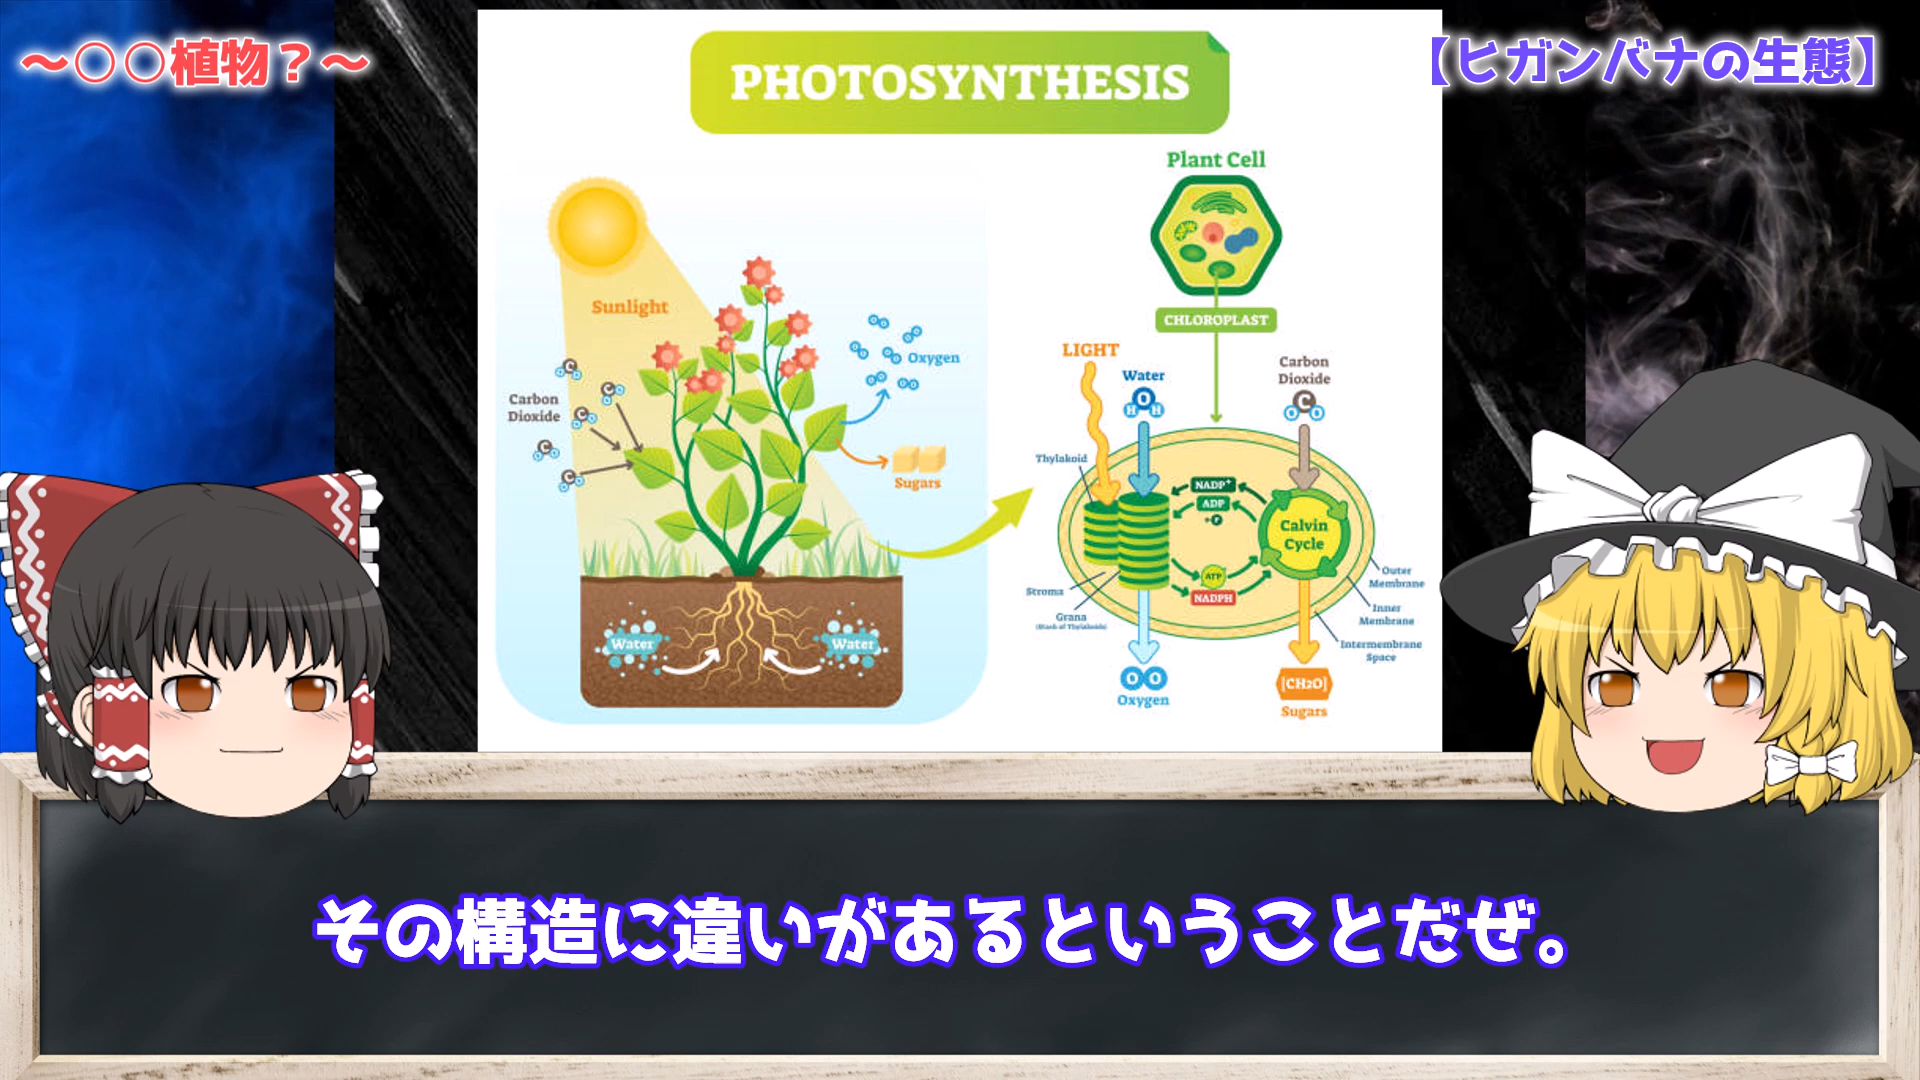 ～○○植物？～
【ヒガンバナの生態】
PHOTOSYNTHESIS
Sunlight
Carbon
Dioxide
Oxygen
Sugars
Water
Water
Plant Cell
CHLOROPLAST
LIGHT
Water
Carbon
Dioxide
Thylakoid
NADP+
ADP
+P
ATP
NADPH
Calvin
Cycle
Stroma
Grana
(Stack of Thylakoids)
Outer
Membrane
Inner
Membrane
Intermembrane
Space
Oxygen
[CH2O]
Sugars
その構造に違いがあるということだぜ。